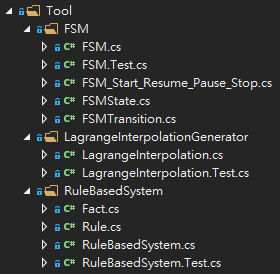 Tool
FSM
C# FSM.cs
C# FSM.Test.cs
C# FSM_Start_Resume_Pause_Stop.cs
C# FSMState.cs
C# FSMTransition.cs
LagrangeInterpolationGenerator
C# LagrangeInterpolation.cs
C# LagrangeInterpolation.Test.cs
RuleBasedSystem
C# Fact.cs
C# Rule.cs
C# RuleBasedSystem.cs
C# RuleBasedSystem.Test.cs